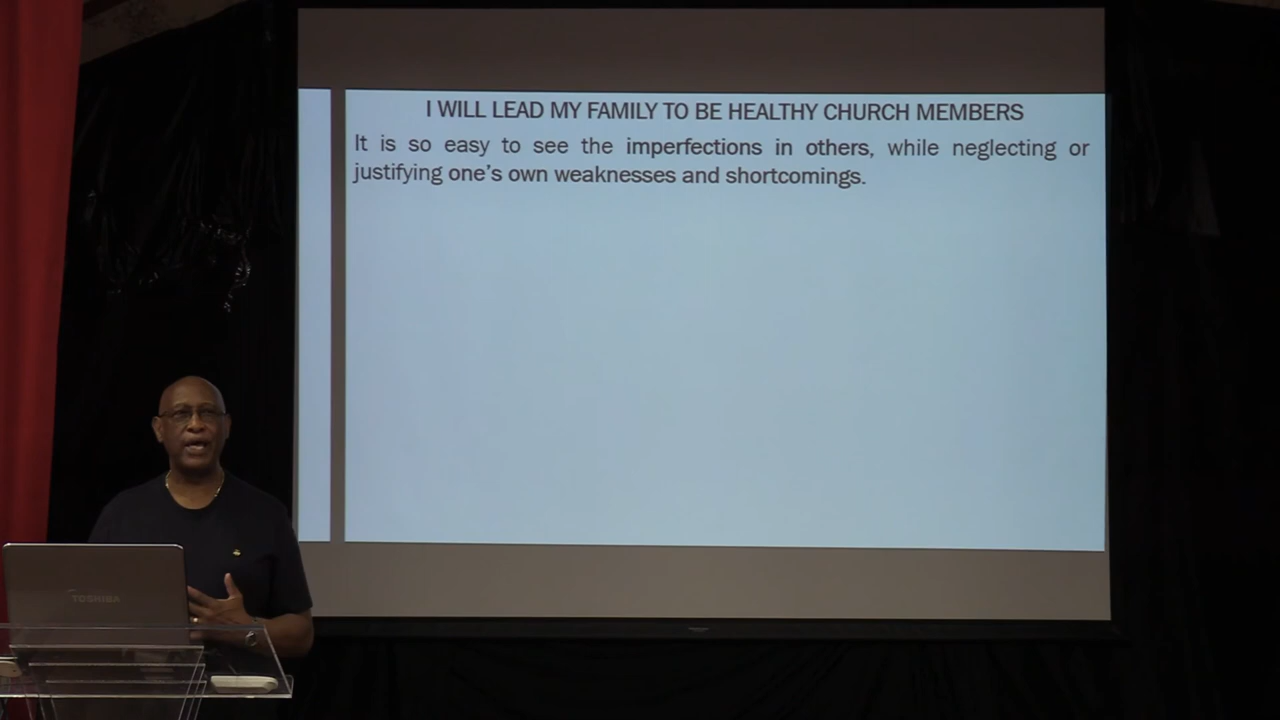 I WILL LEAD MY FAMILY TO BE HEALTHY CHURCH MEMBERS
It is so easy to see the imperfections in others, while neglecting or
justifying one's own weaknesses and shortcomings.
TOSHIBA